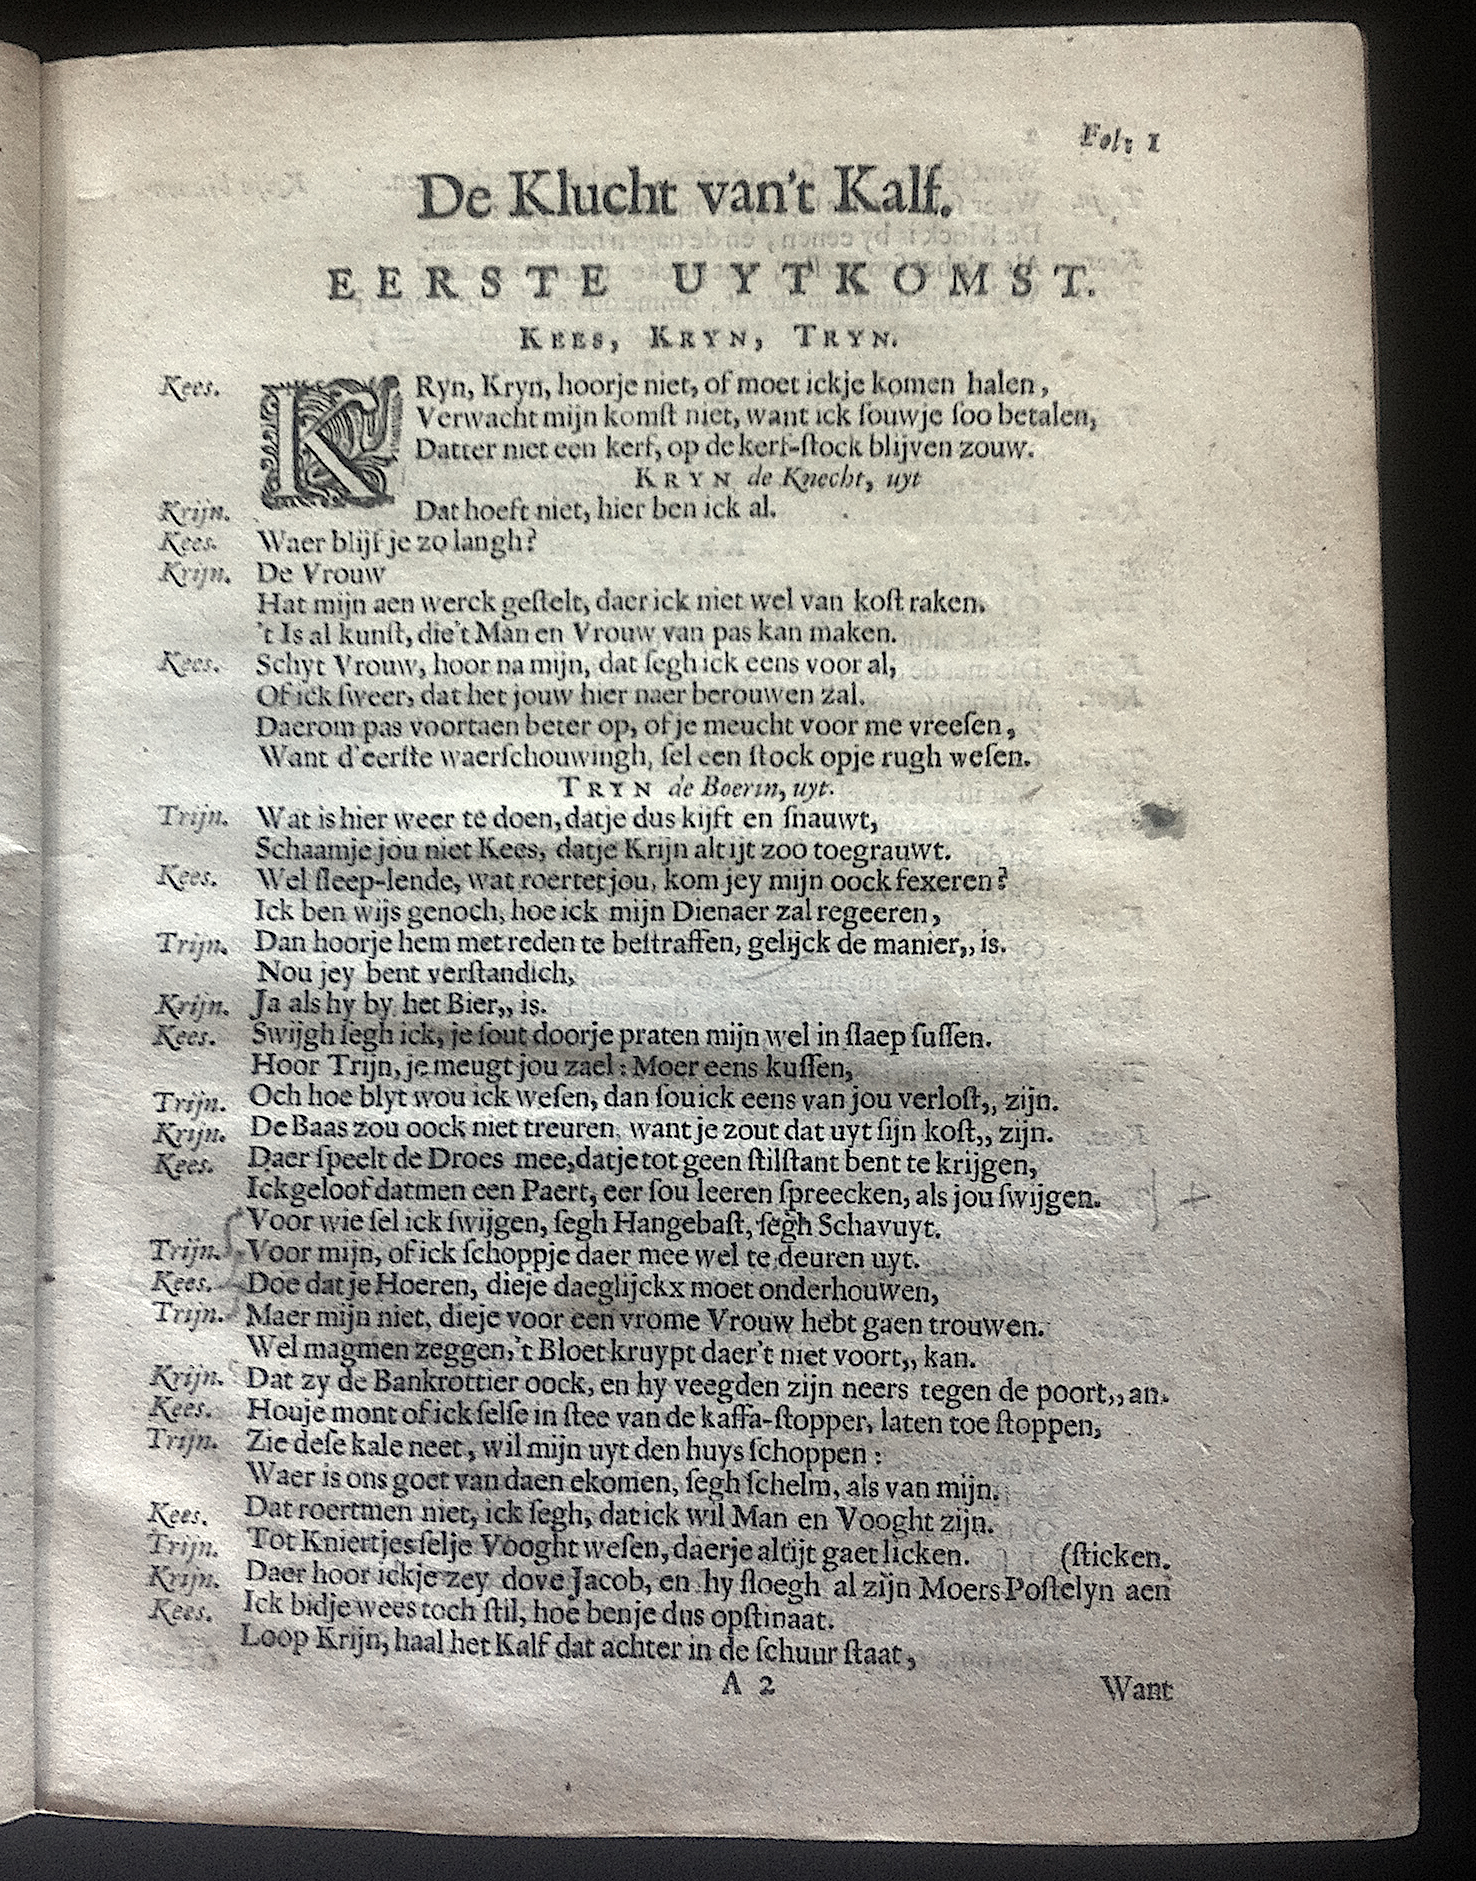 Fol: 1
De Klucht van't Kalf.
EERSTE UYTKOMST.
KEES, KRYN, TRYN.
Kees. KRyn, Kryn, hoorje niet, of moet ickje komen halen,
Verwacht mijn komſt niet, want ick ſouwje ſoo betalen,
Datter niet een kerf, op de kerf-ſtock blijven zouw.
KRYN de Knecht, uyt
Krijn. Dat hoeft niet, hier ben ick al.
Kees. Waer blijf je zo langh?
Krijn. De Vrouw
Hat mijn aen werck geſtelt, daer ick niet wel van koſt raken.
't Is al kunſt, die't Man en Vrouw van pas kan maken.
Kees. Schyt Vrouw, hoor na mijn, dat ſegh ick eens voor al,
Of ick ſweer, dat het jouw hier naer berouwen zal.
Daerom pas voortaen beter op, of je meucht voor me vreeſen,
Want d'eerſte waerſchouwingh, ſel een ſtock opje rugh weſen.
TRYN de Boerin, uyt.
Trijn. Wat is hier weer te doen, datje dus kijft en ſnauwt,
Schaamje jou niet Kees, datje Krijn altijt zoo toegrauwt.
Kees. Wel ſleep-lende, wat roertet jou, kom jey mijn oock fexeren?
Ick ben wijs genoch, hoe ick mijn Dienaer zal regeeren,
Trijn. Dan hoorje hem met reden te beſtraffen, gelijck de manier,, is.
Nou jey bent verſtandich,
Krijn. Ja als hy by het Bier,, is.
Kees. Swijgh ſegh ick, je ſout doorje praten mijn wel in ſlaep ſuſſen.
Hoor Trijn, je meugt jou zael: Moer eens kuſſen,
Trijn. Och hoe blyt wou ick weſen, dan ſou ick eens van jou verloſt,, zijn.
Krijn. De Baas zou oock niet treuren, want je zout dat uyt ſijn koſt,, zijn.
Kees. Daer ſpeelt de Droes mee, datje tot geen ſtilſtant bent te krijgen,
Ick geloof datmen een Paert, eer ſou leeren ſpreecken, als jou ſwijgen.
Voor wie ſel ick ſwijgen, ſegh Hangebaſt, ſegh Schavuyt.
Trijn. Voor mijn, of ick ſchoppje daer mee wel te deuren uyt.
Kees. Doe dat je Hoeren, dieje daeglijckx moet onderhouwen,
Trijn. Maer mijn niet, dieje voor een vrome Vrouw hebt gaen trouwen.
Wel magmen zeggen, 't Bloet kruypt daer't niet voort,, kan.
Krijn. Dat zy de Bankrottier oock, en hy veegden zijn neers tegen de poort,, an.
Kees. Houje mont of ick ſelſe in ſtee van de kaffa-ſtopper, laten toe ſtoppen,
Trijn. Zie deſe kale neet, wil mijn uyt den huys ſchoppen:
Waer is ons goet van daen ekomen, ſegh ſchelm, als van mijn.
Kees. Dat roertmen niet, ick ſegh, dat ick wil Man en Vooght zijn.
Trijn. Tot Kniertjes ſelje Vooght weſen, daerje altijt gaet licken. (ſticken.
Krijn. Daer hoor ickje zey dove Jacob, en hy ſloegh al zijn Moers Poſtelyn aen
Kees. Ick bidje wees toch ſtil, hoe benje dus opſtinaat.
Loop Krijn, haal het Kalf dat achter in de ſchuur ſtaat,
A 2 Want